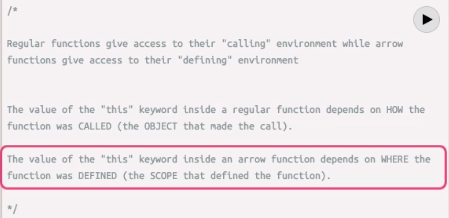 /*
Regular functions give access to their "calling" environment while arrow
functions give access to their "defining" environment
The value of the "this" keyword inside a regular function depends on HOW the
function was CALLED (the OBJECT that made the call).
The value of the "this" keyword inside an arrow function depends on WHERE the
function was DEFINED (the SCOPE that defined the function).
*/